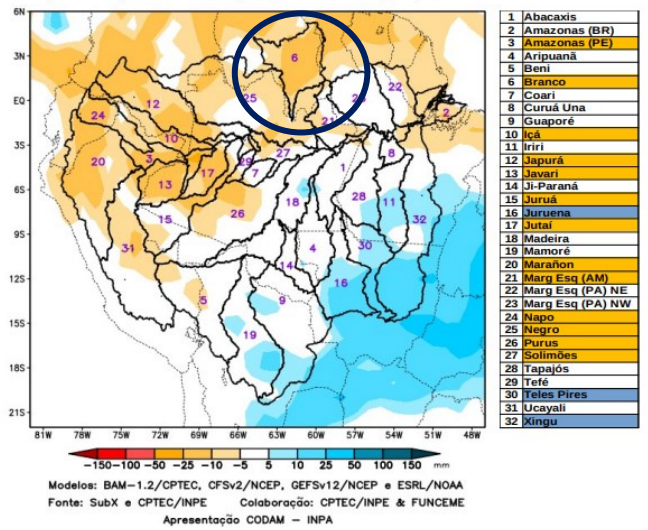 6N
3N
EQ
3S
6S
9S
12S
15S
18S
21S
81W 78W 75W 72W 69W 66W 63W 60W 57W 54W 51W 48W
6
25
22
12
24
21
2
10
20
3
13
17
29
7
27
1
8
15
26
18
28
11
32
31
4
30
14
16
5
9
19
-150 -100 -50 -25 -10 -5 5 10 25 50 100 150 mm
Modelos: BAM-1.2/CPTEC, CFSv2/NCEP, GEFSv12/NCEP e ESRL/NOAA
Fonte: SubX e CPTEC/INPE Colaboração: CPTEC/INPE & FUNCEME
Apresentação CODAM - INPA
1 Abacaxis
2 Amazonas (BR)
3 Amazonas (PE)
4 Aripuanã
5 Beni
6 Branco
7 Coari
8 Curuá Una
9 Guaporé
10 Içá
11 Iriri
12 Japurá
13 Javari
14 Ji-Paraná
15 Juruá
16 Juruena
17 Jutaí
18 Madeira
19 Mamoré
20 Marañon
21 Marg Esq (AM)
22 Marg Esq (PA) NE
23 Marg Esq (PA) NW
24 Napo
25 Negro
26 Purus
27 Solimões
28 Tapajós
29 Tefé
30 Teles Pires
31 Ucayali
32 Xingu